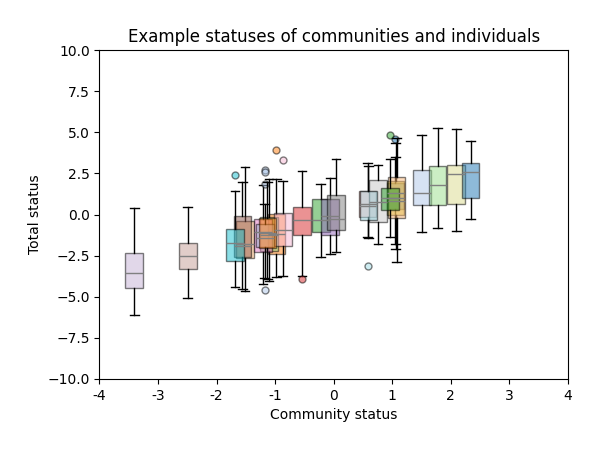 Example statuses of communities and individuals
10.0
7.5
5.0
2.5
0.0
−2.5
−5.0
−7.5
−10.0
Total status
-4 -3 -2 -1 0 1 2 3 4
Community status